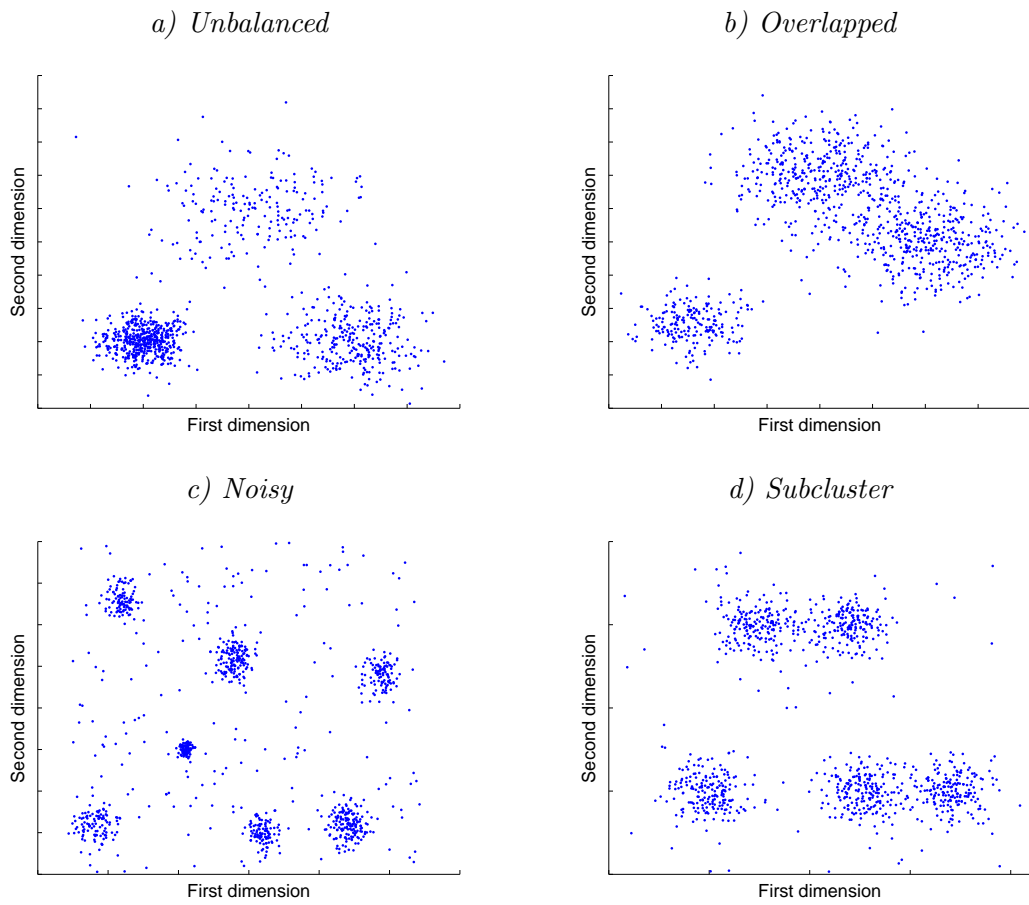 a) Unbalanced
b) Overlapped
Second dimension
First dimension
Second dimension
First dimension
c) Noisy
d) Subcluster
Second dimension
First dimension
Second dimension
First dimension